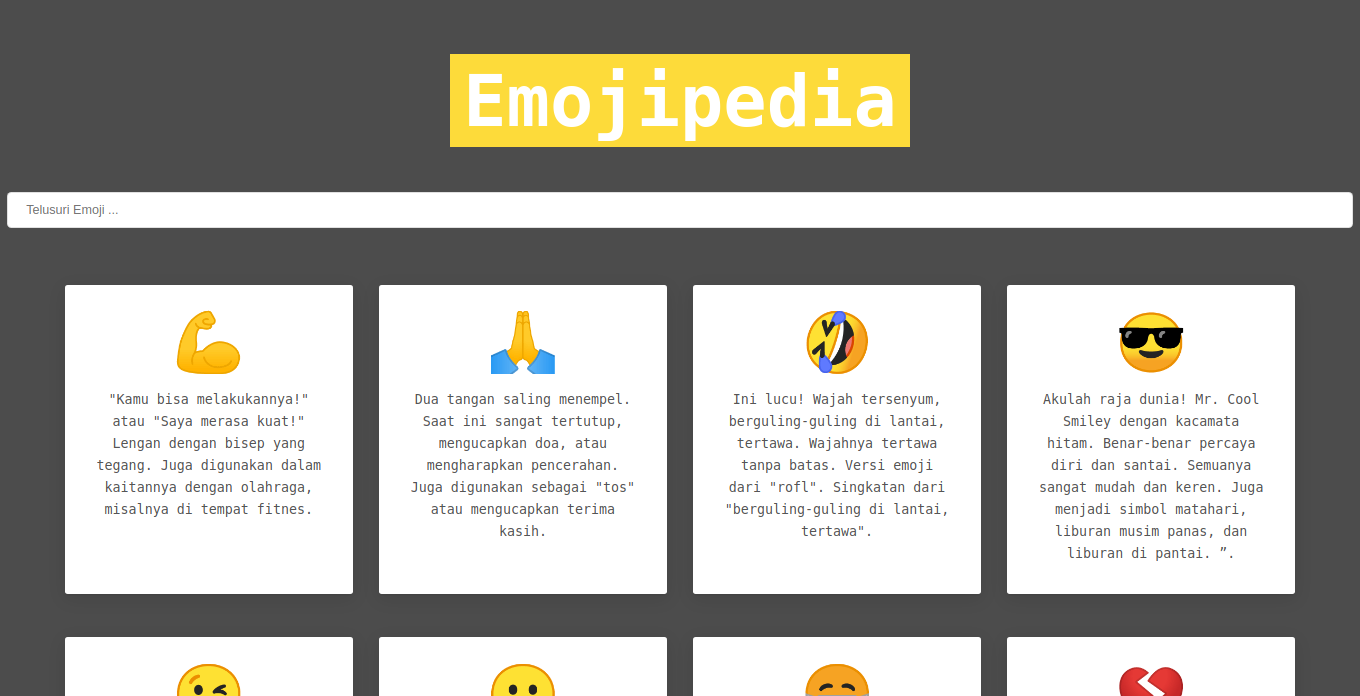 Emojipedia
Telusuri Emoji ...
"Kamu bisa melakukannya!"
atau "Saya merasa kuat!"
Lengan dengan bisep yang
tegang. Juga digunakan dalam
kaitannya dengan olahraga,
misalnya di tempat fitnes.
Dua tangan saling menempel.
Saat ini sangat tertutup,
mengucapkan doa, atau
mengharapkan pencerahan.
Juga digunakan sebagai "tos"
atau mengucapkan terima
kasih.
Ini lucu! Wajah tersenyum,
berguling-guling di lantai,
tertawa. Wajahnya tertawa
tanpa batas. Versi emoji
dari "rofl". Singkatan dari
"berguling-guling di lantai,
tertawa".
Akulah raja dunia! Mr. Cool
Smiley dengan kacamata
hitam. Benar-benar percaya
diri dan santai. Semuanya
sangat mudah dan keren. Juga
menjadi simbol matahari,
liburan musim panas, dan
liburan di pantai. ”.